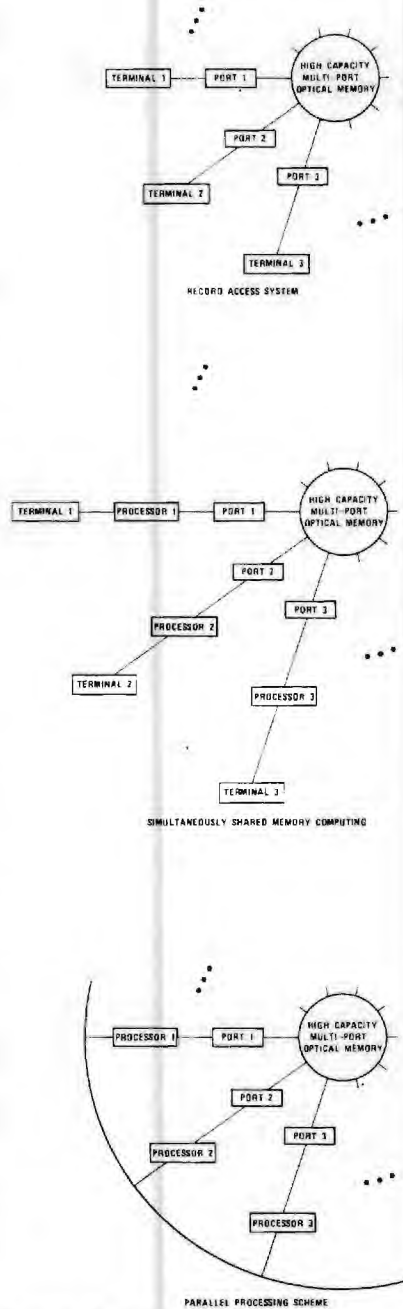 HIGH CAPACITY
MULTI-PORT
OPTICAL MEMORY
TERMINAL 1
PORT 1
PORT 2
TERMINAL 2
PORT 3
TERMINAL 3
RECORD ACCESS SYSTEM
HIGH CAPACITY
MULTI-PORT
OPTICAL MEMORY
TERMINAL 1
PROCESSOR 1
PORT 1
PORT 2
PROCESSOR 2
TERMINAL 2
PORT 3
PROCESSOR 3
TERMINAL 3
SIMULTANEOUSLY SHARED MEMORY COMPUTING
HIGH CAPACITY
MULTI-PORT
OPTICAL MEMORY
PROCESSOR 1
PORT 1
PORT 2
PROCESSOR 2
PORT 3
PROCESSOR 3
PARALLEL PROCESSING SCHEME